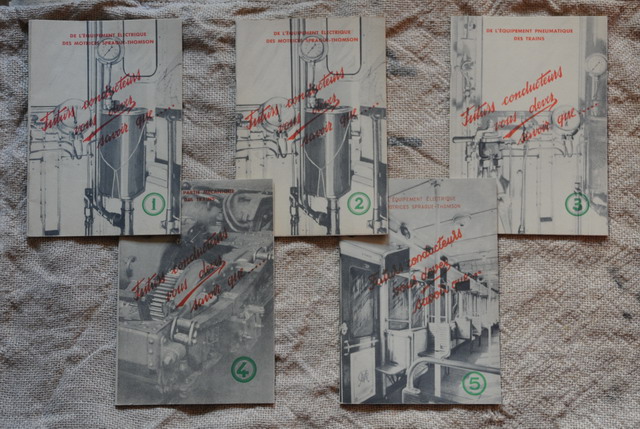 DE L'ÉQUIPEMENT ÉLECTRIQUE
DES MOTRICES SPRAGUE-THOMSON
Futurs conducteurs
vous devez
savoir que...
1
DE L'ÉQUIPEMENT ÉLECTRIQUE
DES MOTRICES SPRAGUE-THOMSON
Futurs conducteurs
vous devez
savoir que...
2
DE L'ÉQUIPEMENT PNEUMATIQUE
DES TRAINS
Futurs conducteurs
vous devez
savoir que...
3
Futurs conducteurs
vous devez
savoir que...
4
L'ÉQUIPEMENT ÉLECTRIQUE
MOTRICES SPRAGUE-THOMSON
Futurs conducteurs
vous devez
savoir que...
5